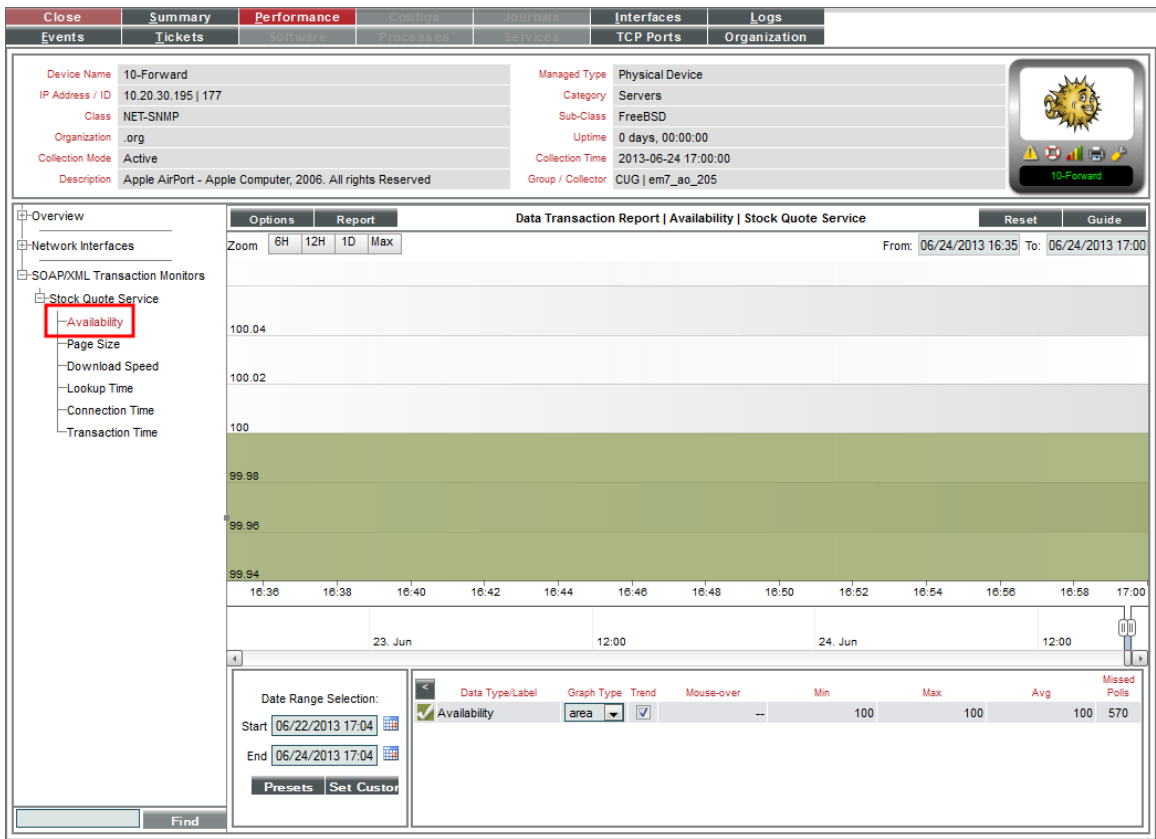 Close Summary Performance Configs Journals Interfaces Logs
Events Tickets Software Processes Services TCP Ports Organization
Device Name 10-Forward Managed Type Physical Device
IP Address / ID 10.20.30.195 | 177 Category Servers
Class NET-SNMP Sub-Class FreeBSD
Organization .org Uptime 0 days, 00:00:00
Collection Mode Active Collection Time 2013-06-24 17:00:00
Description Apple AirPort - Apple Computer, 2006. All rights Reserved Group / Collector CUG | em7_ao_205
10-Forward
Overview
Network Interfaces
SOAP/XML Transaction Monitors
Stock Quote Service
Availability
Page Size
Download Speed
Lookup Time
Connection Time
Transaction Time
Find
Options Report Data Transaction Report | Availability | Stock Quote Service Reset Guide
Zoom 6H 12H 1D Max From: 06/24/2013 16:35 To: 06/24/2013 17:00
100.04
100.02
100
99.98
99.96
99.94
16:36 16:38 16:40 16:42 16:44 16:46 16:48 16:50 16:52 16:54 16:56 16:58 17:00
23. Jun 12:00 24. Jun 12:00
Date Range Selection:
Start 06/22/2013 17:04
End 06/24/2013 17:04
Presets Set Custor
< Data Type/Label Graph Type Trend Mouse-over Min Max Avg Missed Polls
Availability area -- 100 100 100 570